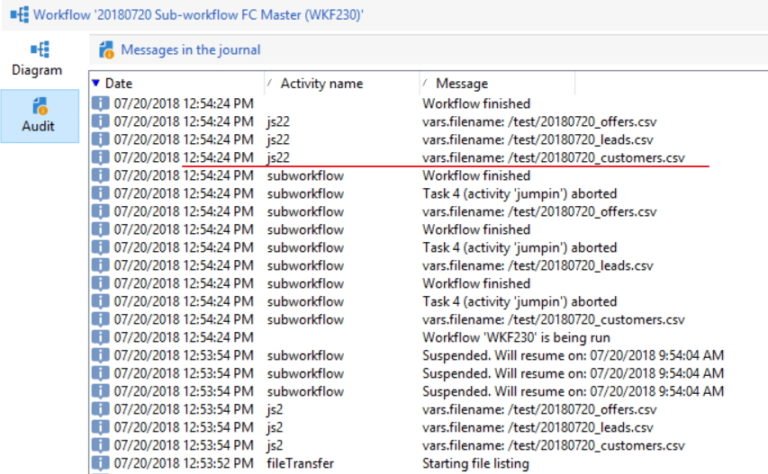 Workflow '20180720 Sub-workflow FC Master (WKF230)'
Diagram
Audit
Messages in the journal
Date Activity name Message
07/20/2018 12:54:24 PM Workflow finished
07/20/2018 12:54:24 PM js22 vars.filename: /test/20180720_offers.csv
07/20/2018 12:54:24 PM js22 vars.filename: /test/20180720_leads.csv
07/20/2018 12:54:24 PM js22 vars.filename: /test/20180720_customers.csv
07/20/2018 12:54:24 PM subworkflow Workflow finished
07/20/2018 12:54:24 PM subworkflow Task 4 (activity 'jumpin') aborted
07/20/2018 12:54:24 PM subworkflow vars.filename: /test/20180720_offers.csv
07/20/2018 12:54:24 PM subworkflow Workflow finished
07/20/2018 12:54:24 PM subworkflow Task 4 (activity 'jumpin') aborted
07/20/2018 12:54:24 PM subworkflow vars.filename: /test/20180720_leads.csv
07/20/2018 12:54:24 PM subworkflow Workflow finished
07/20/2018 12:54:24 PM subworkflow Task 4 (activity 'jumpin') aborted
07/20/2018 12:54:24 PM subworkflow vars.filename: /test/20180720_customers.csv
07/20/2018 12:54:24 PM Workflow 'WKF230' is being run
07/20/2018 12:53:54 PM subworkflow Suspended. Will resume on: 07/20/2018 9:54:04 AM
07/20/2018 12:53:54 PM subworkflow Suspended. Will resume on: 07/20/2018 9:54:04 AM
07/20/2018 12:53:54 PM subworkflow Suspended. Will resume on: 07/20/2018 9:54:04 AM
07/20/2018 12:53:54 PM js2 vars.filename: /test/20180720_offers.csv
07/20/2018 12:53:54 PM js2 vars.filename: /test/20180720_leads.csv
07/20/2018 12:53:54 PM js2 vars.filename: /test/20180720_customers.csv
07/20/2018 12:53:52 PM fileTransfer Starting file listing